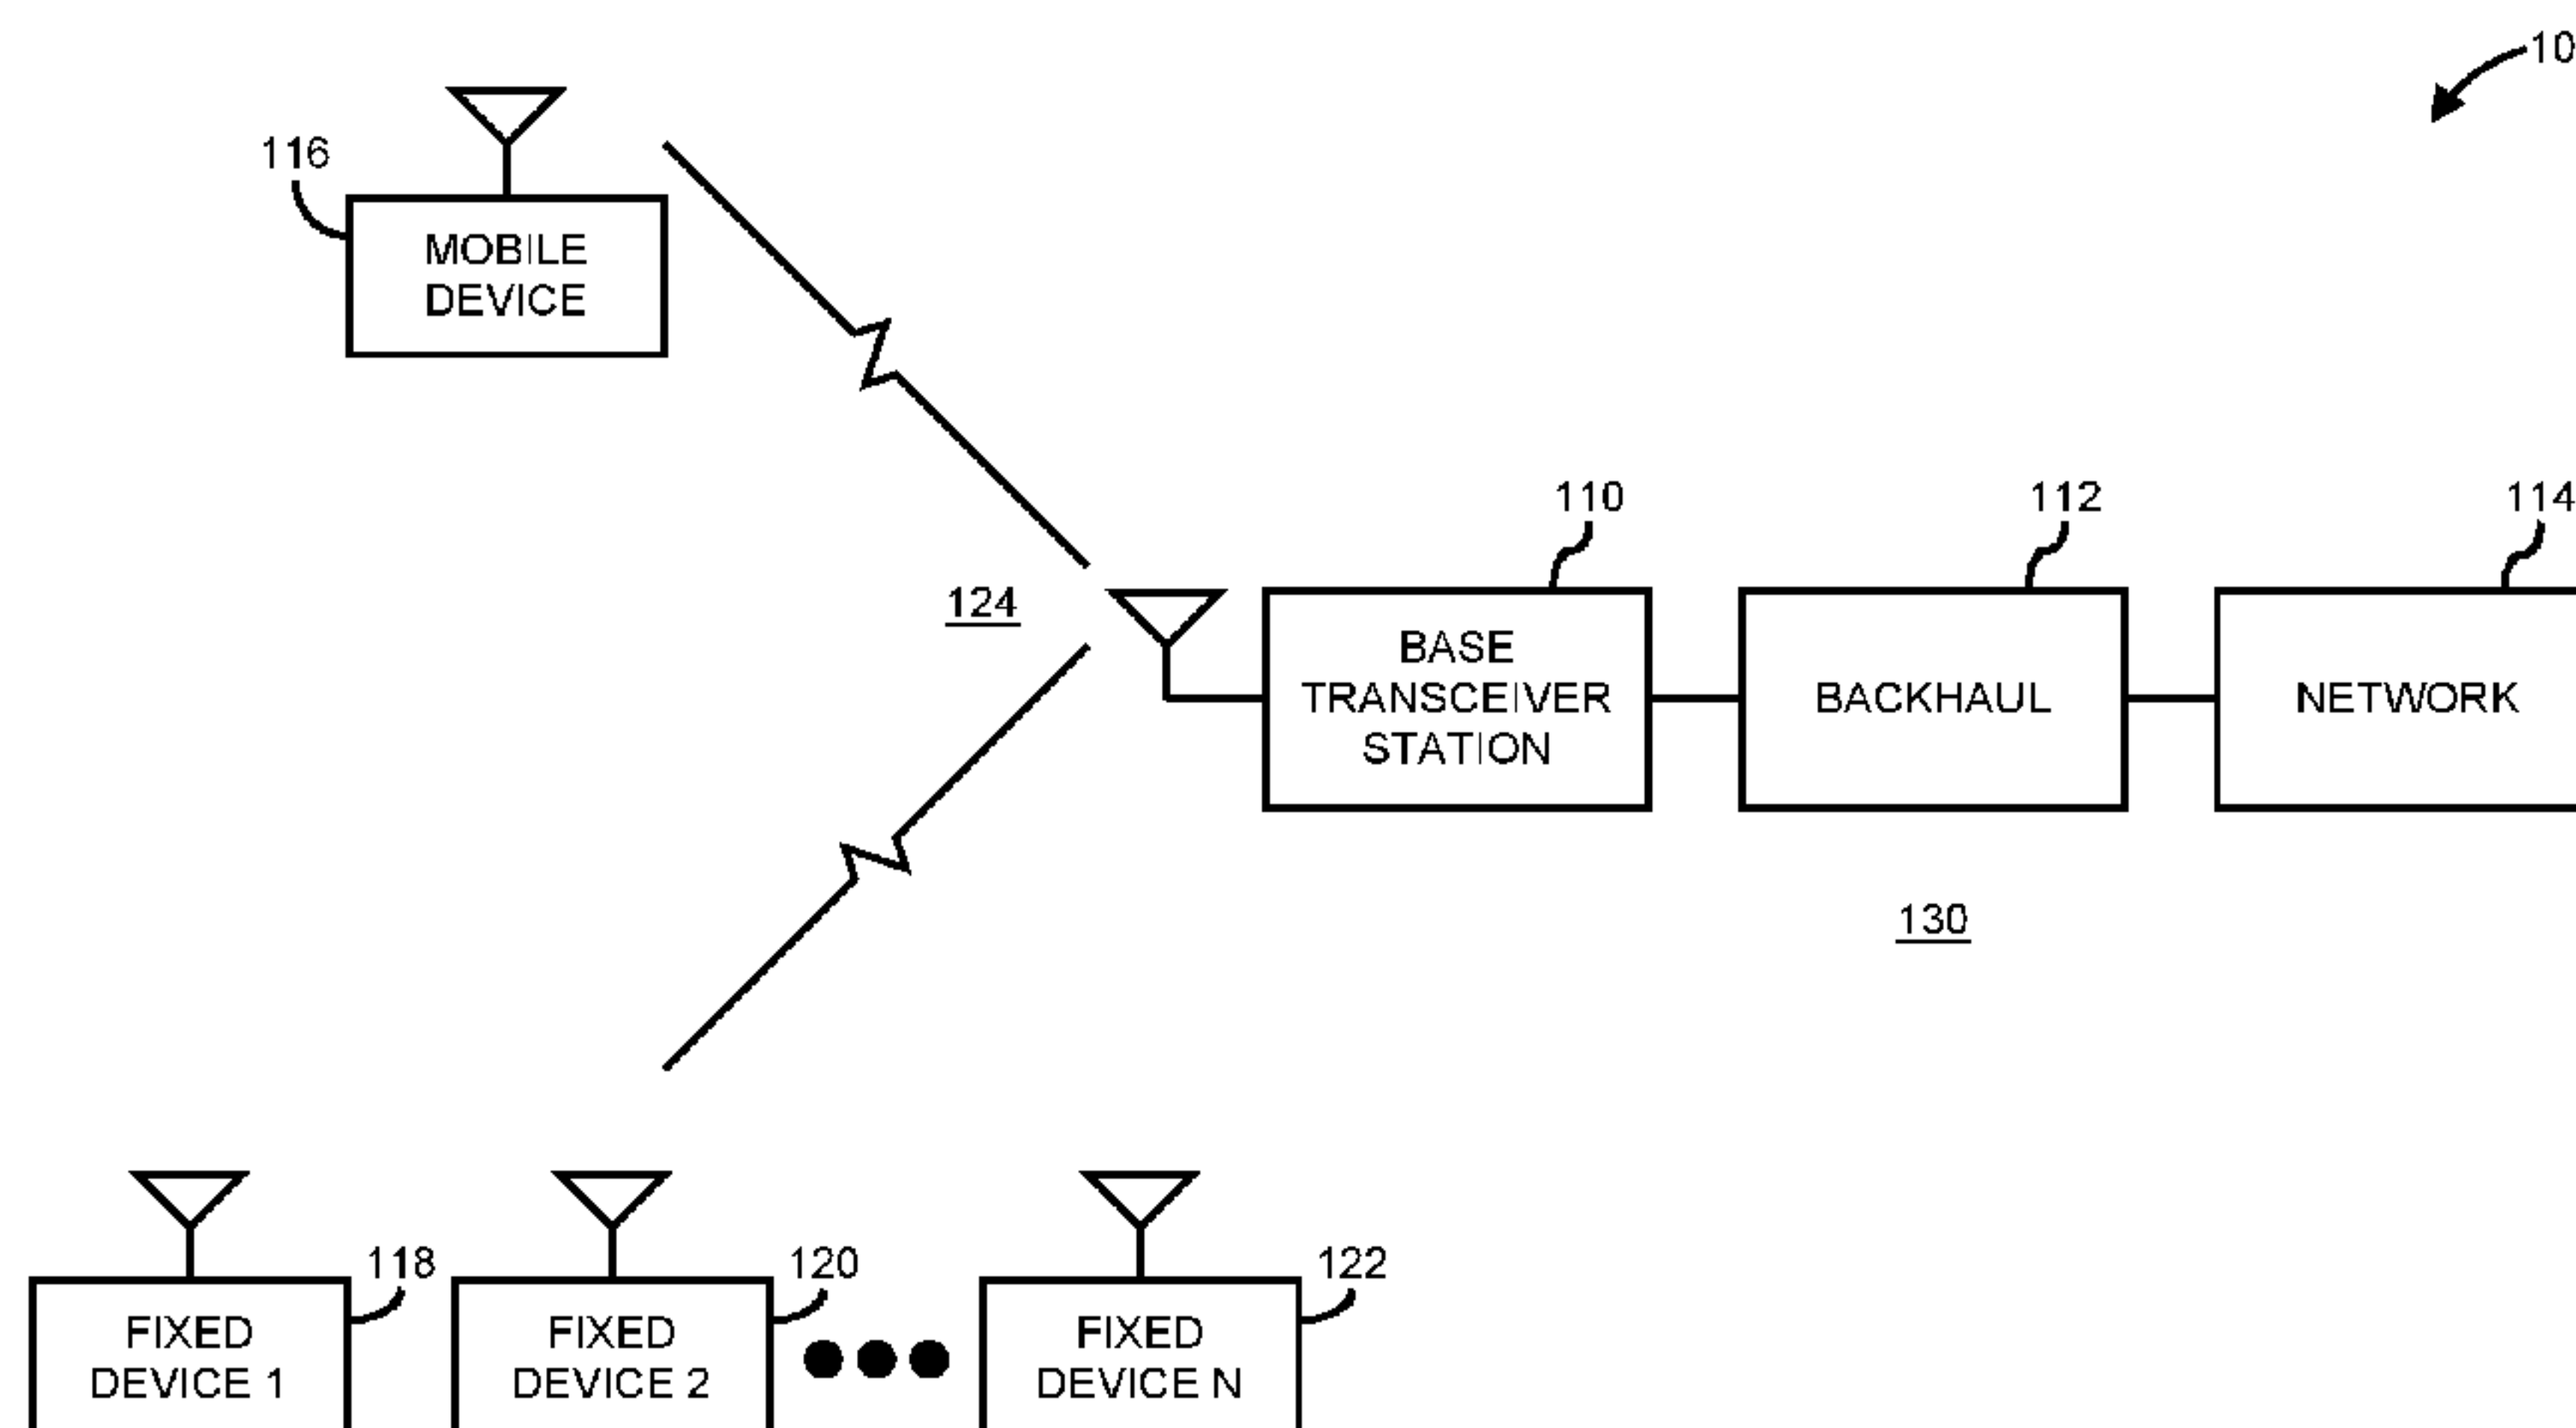 10
116
MOBILE
DEVICE
110
112
114
124
BASE
TRANSCEIVER
STATION
BACKHAUL
NETWORK
130
118
120
122
FIXED
DEVICE 1
FIXED
DEVICE 2
FIXED
DEVICE N